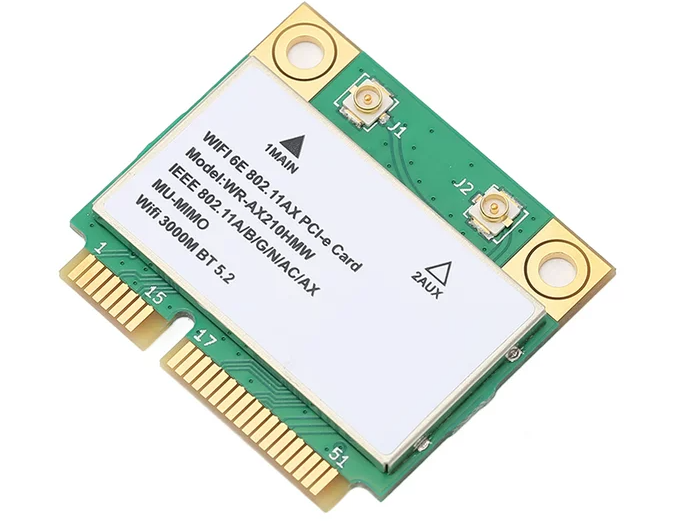 J1
J2
1MAIN
2AUX
WIFI 6E 802.11AX PCI-e Card
Model:WR-AX210HMW
IEEE 802.11A/B/G/N/AC/AX
MU-MIMO
Wifi 3000M BT 5.2
1
15
17
51